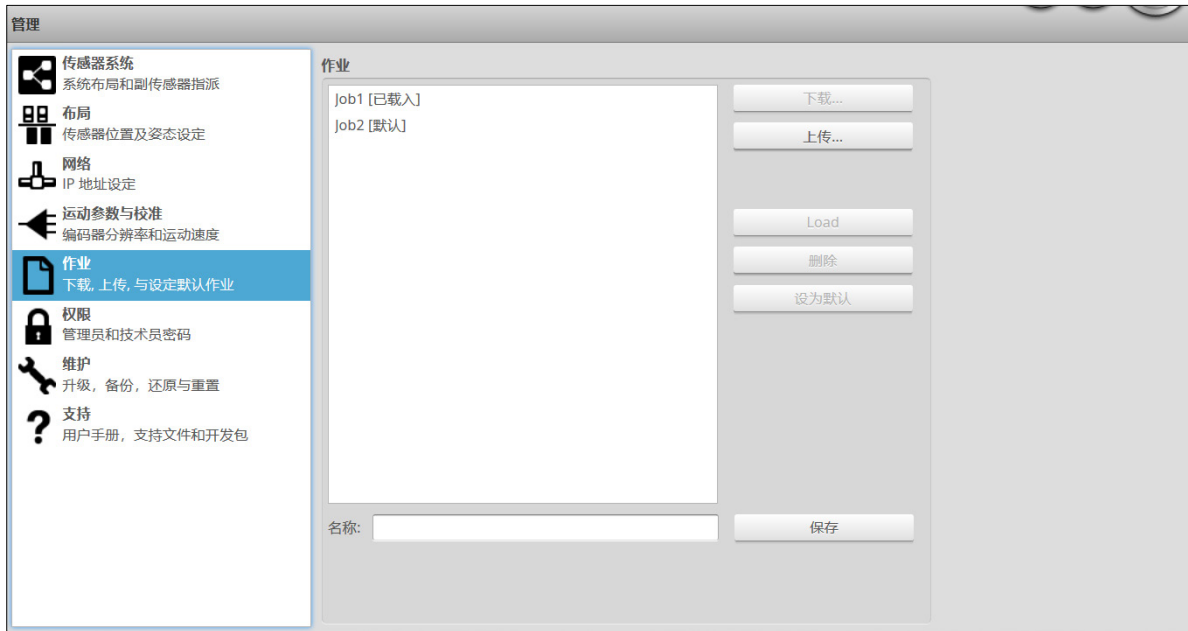 管理
传感器系统
系统布局和副传感器指派
布局
传感器位置及姿态设定
网络
IP 地址设定
运动参数与校准
编码器分辨率和运动速度
作业
下载, 上传, 与设定默认作业
权限
管理员和技术员密码
维护
升级，备份，还原与重置
支持
用户手册，支持文件和开发包
作业
Job1 [已载入]
Job2 [默认]
下载...
上传...
Load
删除
设为默认
名称:
保存